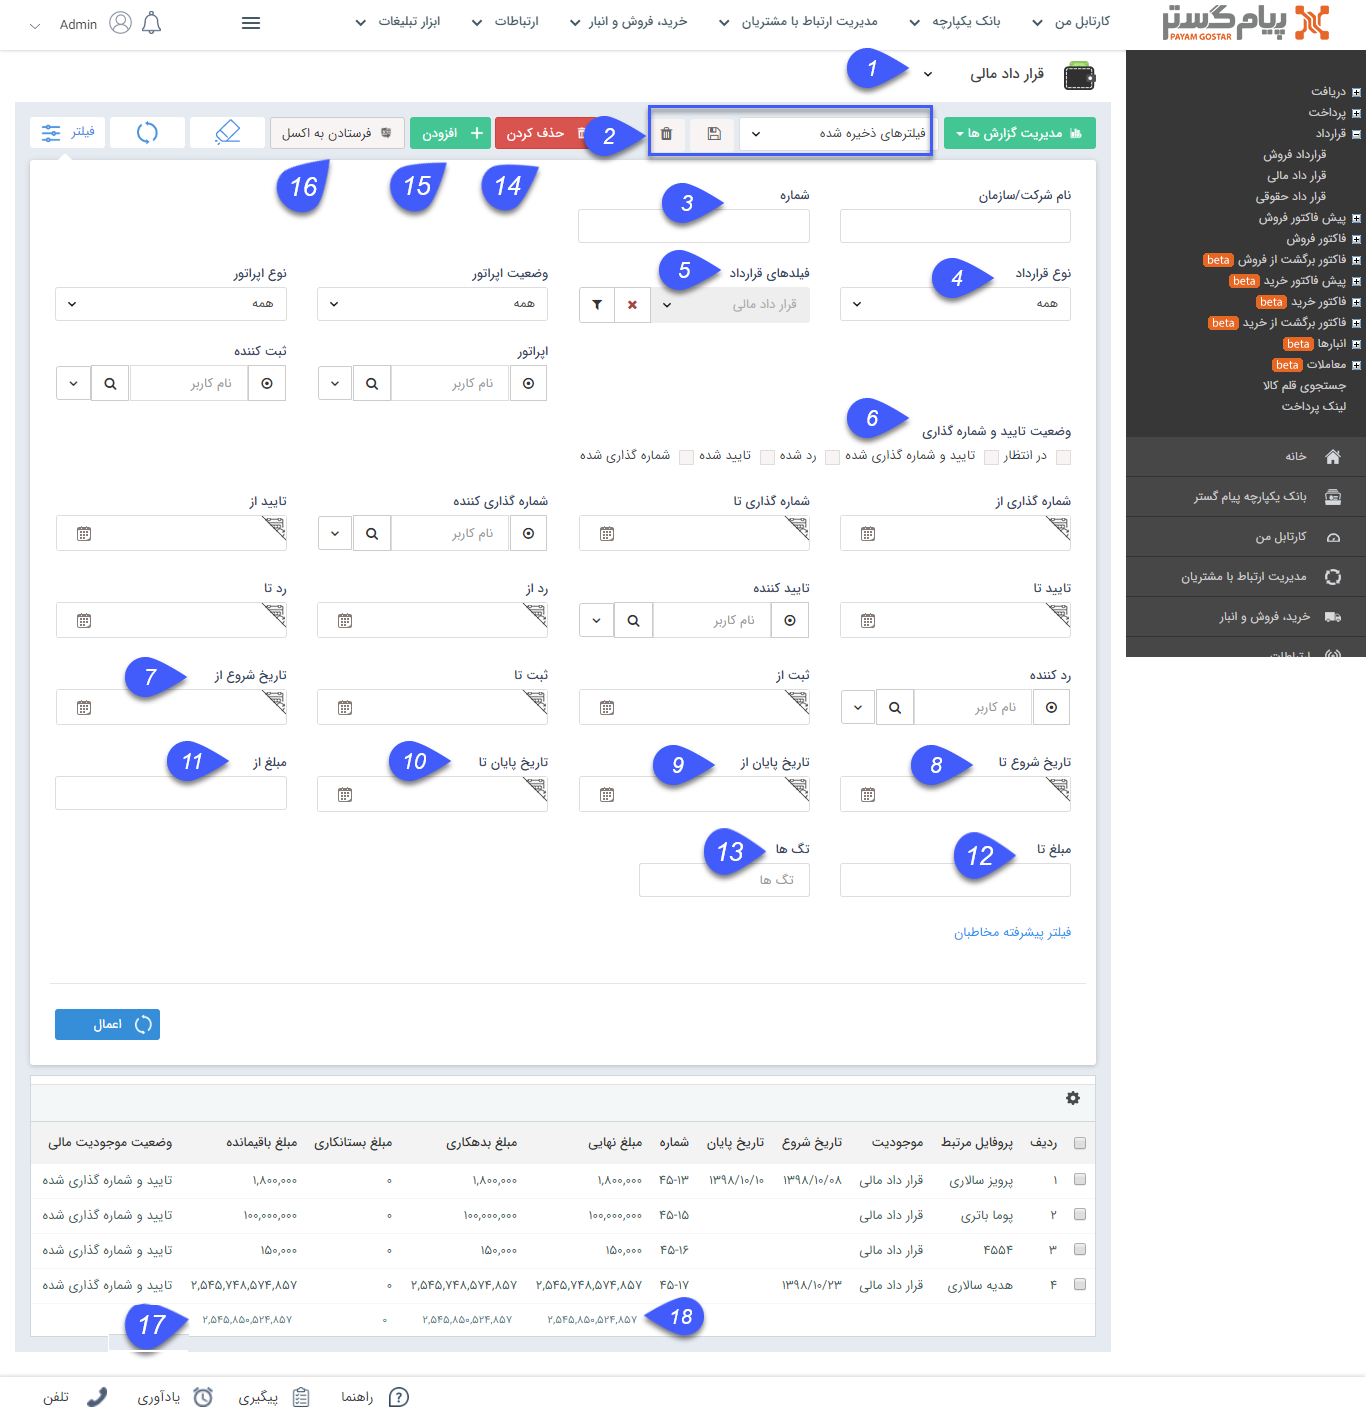 پیام گستر
PAYAM GOSTAR
کارتابل من
بانک یکپارچه
مدیریت ارتباط با مشتریان
خرید، فروش و انبار
ارتباطات
ابزار تبلیغات
Admin
دریافت
پرداخت
قرارداد
قرارداد فروش
قرار داد مالی
قرار داد حقوقی
پیش فاکتور فروش
فاکتور فروش
فاکتور برگشت از فروش beta
پیش فاکتور خرید beta
فاکتور خرید beta
فاکتور برگشت از خرید beta
انبارها beta
معاملات beta
جستجوی قلم کالا
لینک پرداخت
خانه
بانک یکپارچه پیام گستر
کارتابل من
مدیریت ارتباط با مشتریان
خرید، فروش و انبار
ارتباطات
قرار داد مالی 1
مدیریت گزارش ها
فیلترهای ذخیره شده
2
حذف کردن
افزودن
فرستادن به اکسل
فیلتر
14 15 16
نام شرکت/سازمان
شماره 3
نوع قرارداد 4
فیلدهای قرارداد 5
وضعیت اپراتور
نوع اپراتور
همه
قرار داد مالی
همه
همه
اپراتور
ثبت کننده
نام کاربر
نام کاربر
وضعیت تایید و شماره گذاری 6
در انتظار
تایید و شماره گذاری شده
رد شده
تایید شده
شماره گذاری شده
شماره گذاری از
شماره گذاری تا
شماره گذاری کننده
تایید از
نام کاربر
تایید تا
تایید کننده
رد از
رد تا
نام کاربر
رد کننده
ثبت از
ثبت تا
تاریخ شروع از 7
نام کاربر
تاریخ شروع تا 8
تاریخ پایان از 9
تاریخ پایان تا 10
مبلغ از 11
مبلغ تا 12
تگ ها 13
تگ ها
فیلتر پیشرفته مخاطبان
اعمال
ردیف پروفایل مرتبط موجودیت تاریخ شروع تاریخ پایان شماره مبلغ نهایی مبلغ بدهکاری مبلغ بستانکاری مبلغ باقیمانده وضعیت موجودیت مالی
۱ پرویز سالاری قرار داد مالی ۱۳۹۸/۱۰/۰۸ ۱۳۹۸/۱۰/۱۰ ۴۵-۱۳ ۱,۸۰۰,۰۰۰ ۱,۸۰۰,۰۰۰ ۰ ۱,۸۰۰,۰۰۰ تایید و شماره گذاری شده
۲ پوما باتری قرار داد مالی ۴۵-۱۵ ۱۰۰,۰۰۰,۰۰۰ ۱۰۰,۰۰۰,۰۰۰ ۰ ۱۰۰,۰۰۰,۰۰۰ تایید و شماره گذاری شده
۳ ۴۵۵۴ قرار داد مالی ۴۵-۱۶ ۱۵۰,۰۰۰ ۱۵۰,۰۰۰ ۰ ۱۵۰,۰۰۰ تایید و شماره گذاری شده
۴ هدیه سالاری قرار داد مالی ۱۳۹۸/۱۰/۲۳ ۴۵-۱۷ ۲,۵۴۵,۷۴۸,۵۷۴,۸۵۷ ۲,۵۴۵,۷۴۸,۵۷۴,۸۵۷ ۰ ۲,۵۴۵,۷۴۸,۵۷۴,۸۵۷ تایید و شماره گذاری شده
18 ۲,۵۴۵,۸۵۰,۵۲۴,۸۵۷ ۲,۵۴۵,۸۵۰,۵۲۴,۸۵۷ ۰ ۲,۵۴۵,۸۵۰,۵۲۴,۸۵۷ 17
راهنما
پیگیری
یادآوری
تلفن